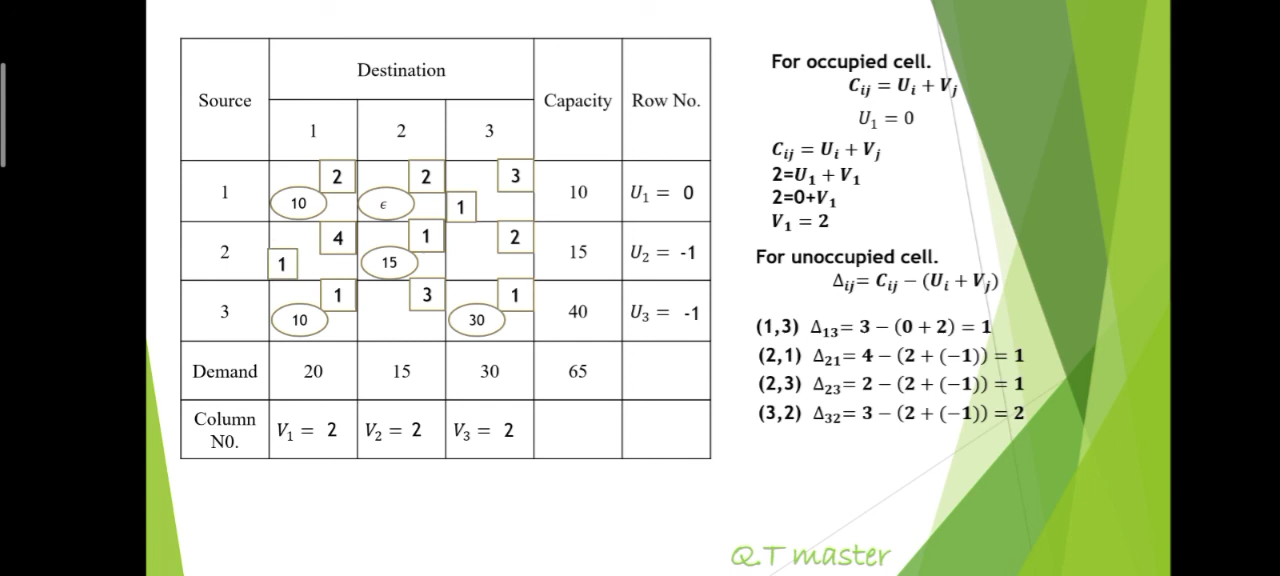 Source Destination Capacity Row No.
1 2 3
1 2 10 2 ϵ 3 1 10 U₁ = 0
2 4 1 1 15 2 15 U₂ = -1
3 1 10 3 1 30 40 U₃ = -1
Demand 20 15 30 65
Column N0. V₁ = 2 V₂ = 2 V₃ = 2
For occupied cell.
Cᵢⱼ = Uᵢ + Vⱼ
U₁ = 0
Cᵢⱼ = Uᵢ + Vⱼ
2=U₁ + V₁
2=0+V₁
V₁ = 2
For unoccupied cell.
Δᵢⱼ= Cᵢⱼ − (Uᵢ + Vⱼ)
(1,3) Δ₁₃= 3 − (0 + 2) = 1
(2,1) Δ₂₁= 4 − (2 + (−1)) = 1
(2,3) Δ₂₃= 2 − (2 + (−1)) = 1
(3,2) Δ₃₂= 3 − (2 + (−1)) = 2
Q.T master